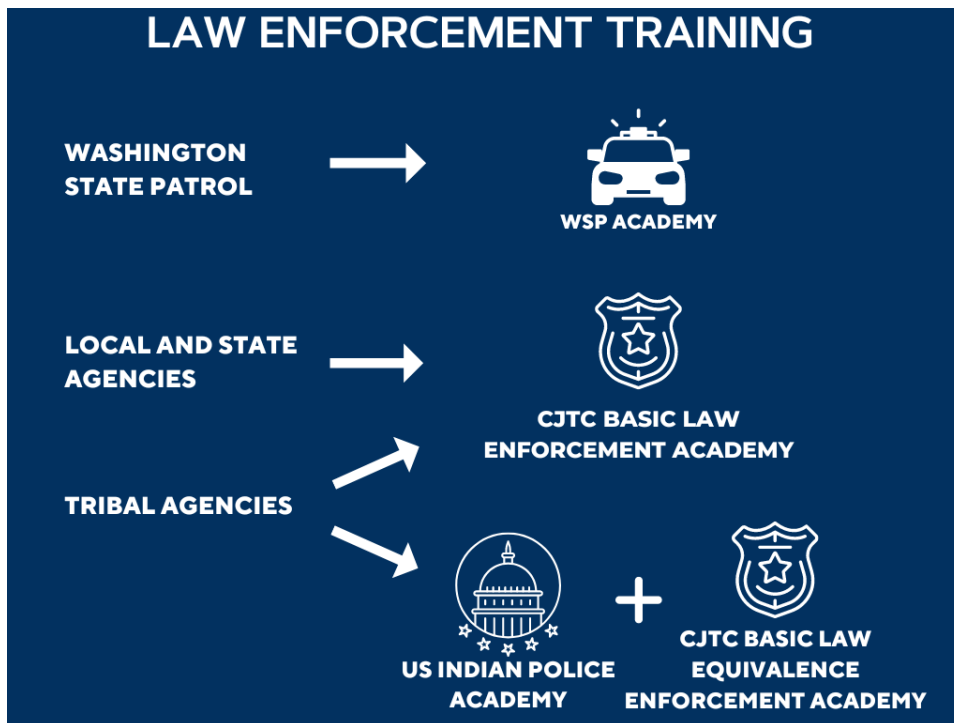 LAW ENFORCEMENT TRAINING
WASHINGTON
STATE PATROL
WSP ACADEMY
LOCAL AND STATE
AGENCIES
CJTC BASIC LAW
ENFORCEMENT ACADEMY
TRIBAL AGENCIES
US INDIAN POLICE
ACADEMY
+
CJTC BASIC LAW
EQUIVALENCE
ENFORCEMENT ACADEMY